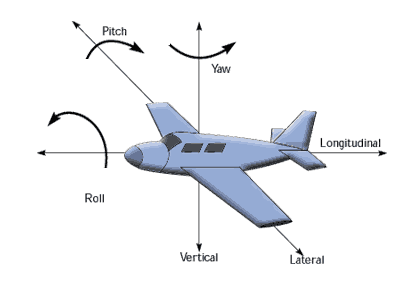 Pitch
Yaw
Longitudinal
Roll
Vertical
Lateral